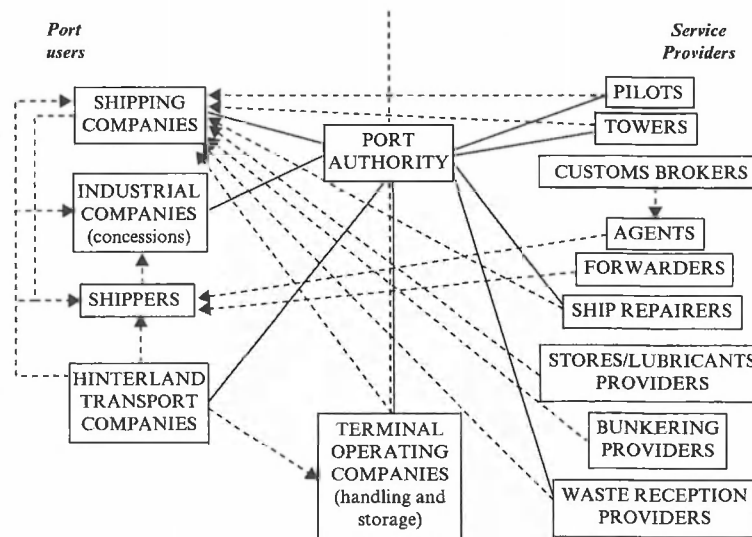 Port
users
Service
Providers
SHIPPING
COMPANIES
PORT
AUTHORITY
PILOTS
TOWERS
CUSTOMS BROKERS
INDUSTRIAL
COMPANIES
(concessions)
AGENTS
FORWARDERS
SHIPPERS
SHIP REPAIRERS
STORES/LUBRICANTS
PROVIDERS
HINTERLAND
TRANSPORT
COMPANIES
TERMINAL
OPERATING
COMPANIES
(handling and
storage)
BUNKERING
PROVIDERS
WASTE RECEPTION
PROVIDERS